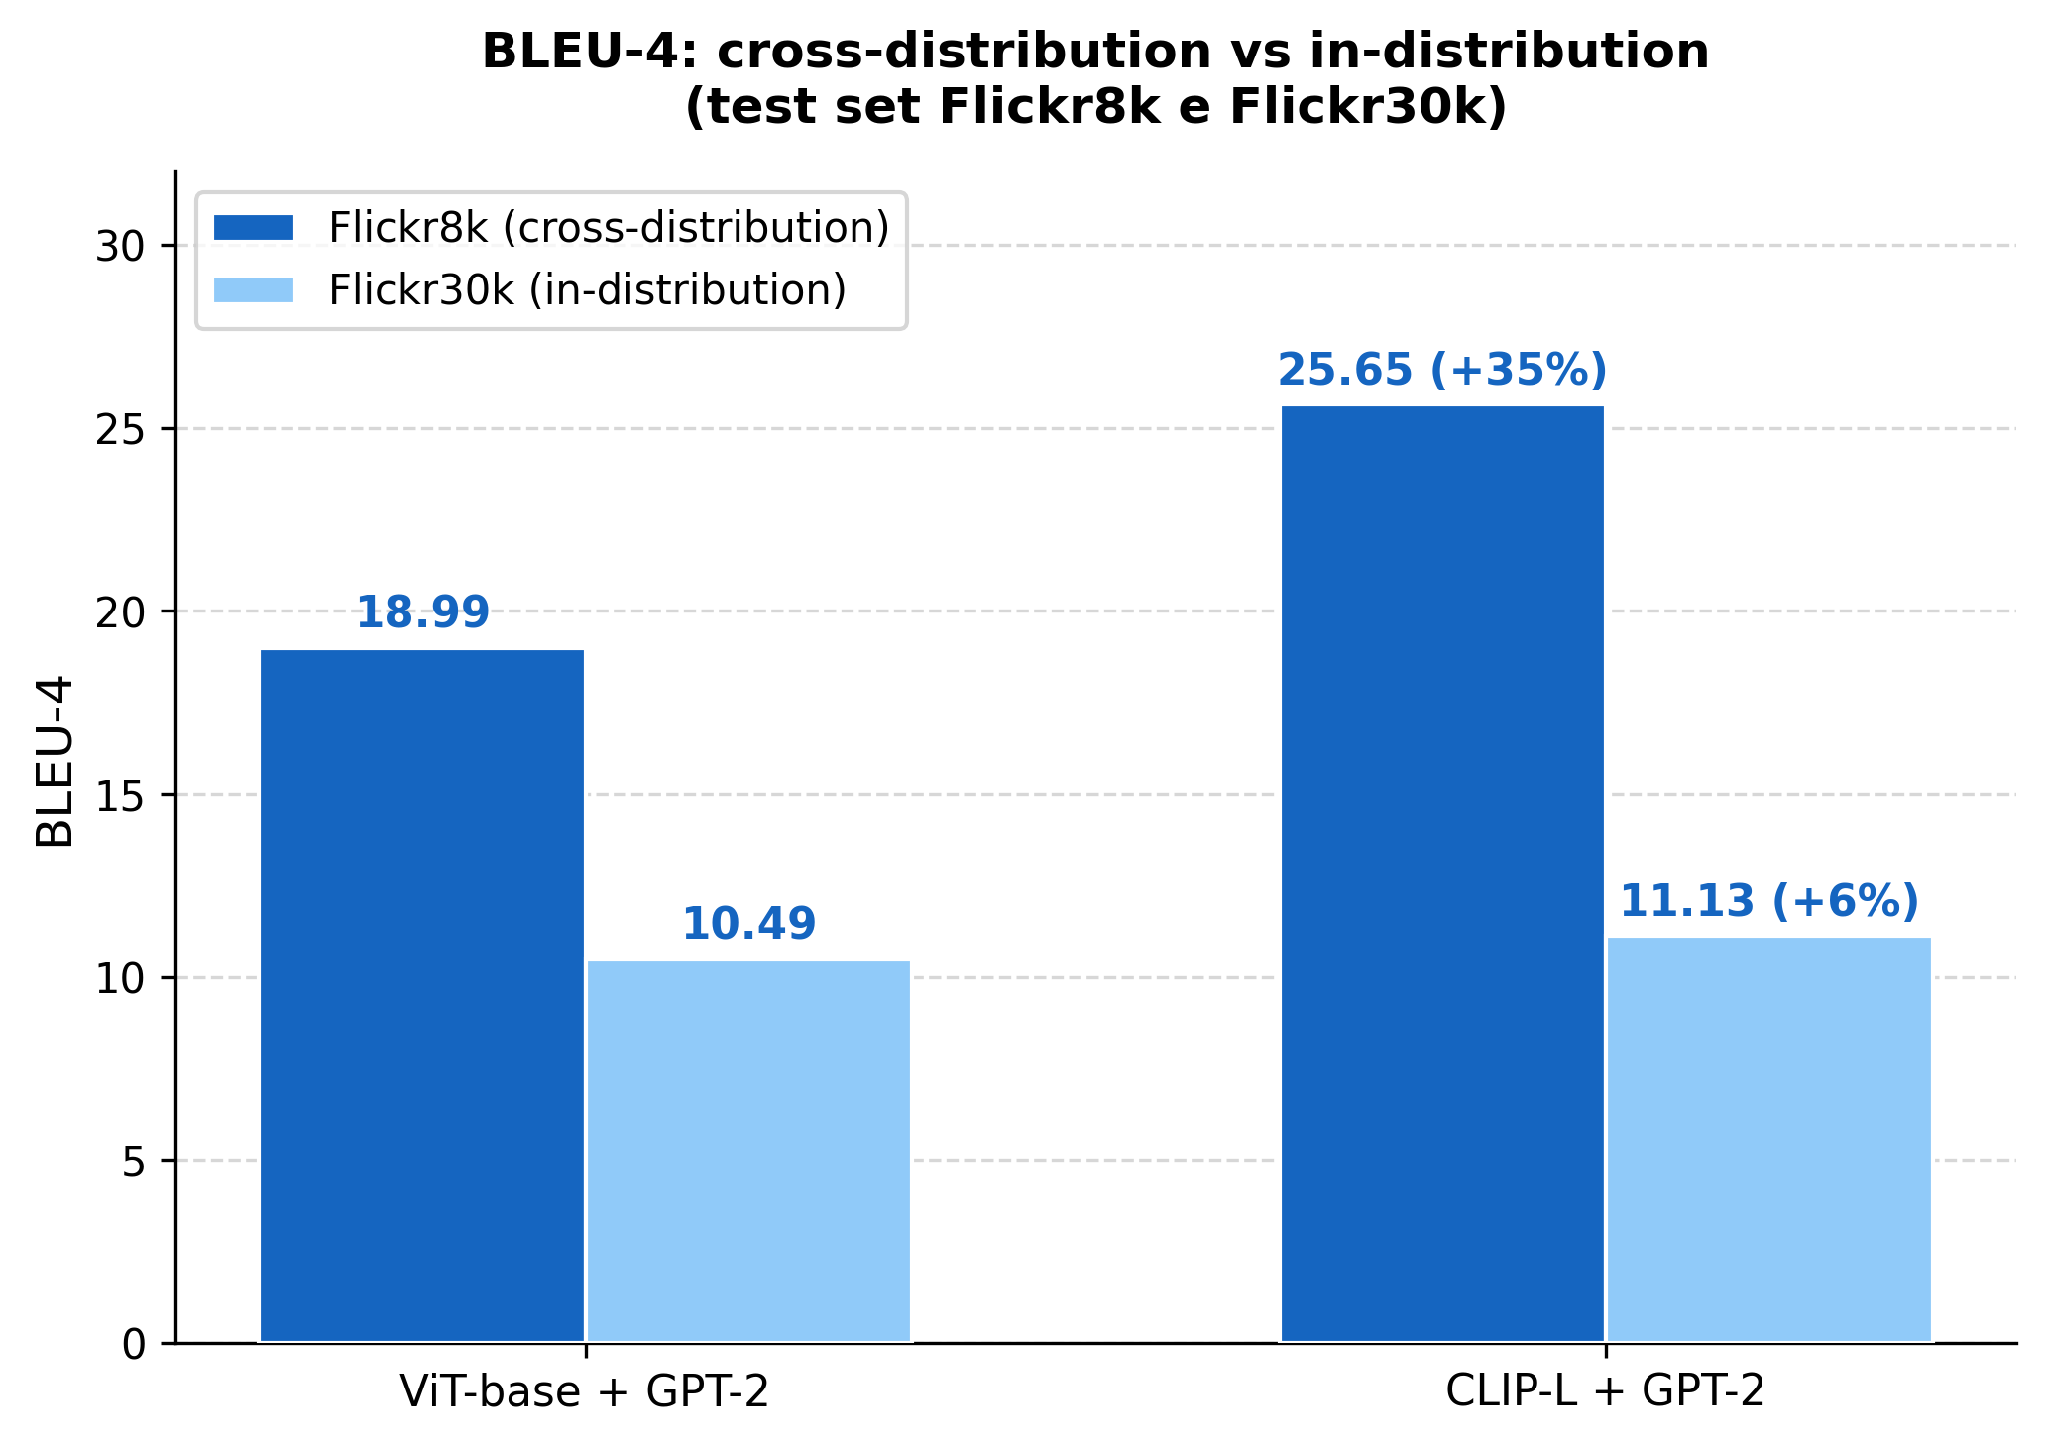 BLEU-4: cross-distribution vs in-distribution
(test set Flickr8k e Flickr30k)
Flickr8k (cross-distribution)
Flickr30k (in-distribution)
BLEU-4
30
25
20
15
10
5
0
18.99
10.49
25.65 (+35%)
11.13 (+6%)
ViT-base + GPT-2
CLIP-L + GPT-2